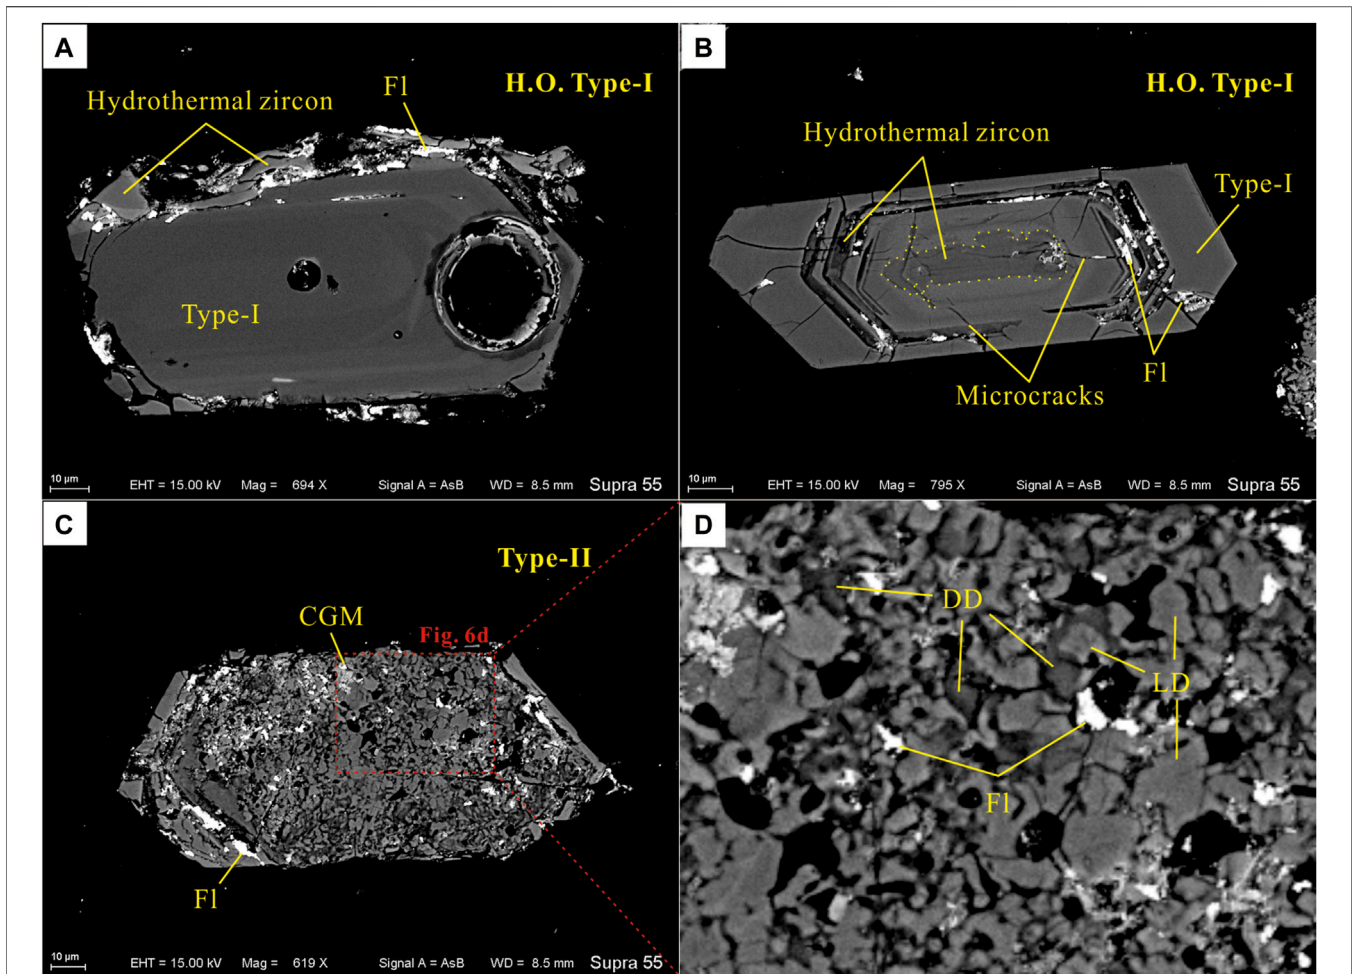 A
H.O. Type-I
Fl
Hydrothermal zircon
Type-I
10 µm
EHT = 15.00 kV Mag = 694 X Signal A = AsB WD = 8.5 mm Supra 55
B
H.O. Type-I
Hydrothermal zircon
Type-I
Fl
Microcracks
10 µm
EHT = 15.00 kV Mag = 795 X Signal A = AsB WD = 8.5 mm Supra 55
C
Type-II
CGM
Fig. 6d
Fl
10 µm
EHT = 15.00 kV Mag = 619 X Signal A = AsB WD = 8.5 mm Supra 55
D
DD
LD
Fl